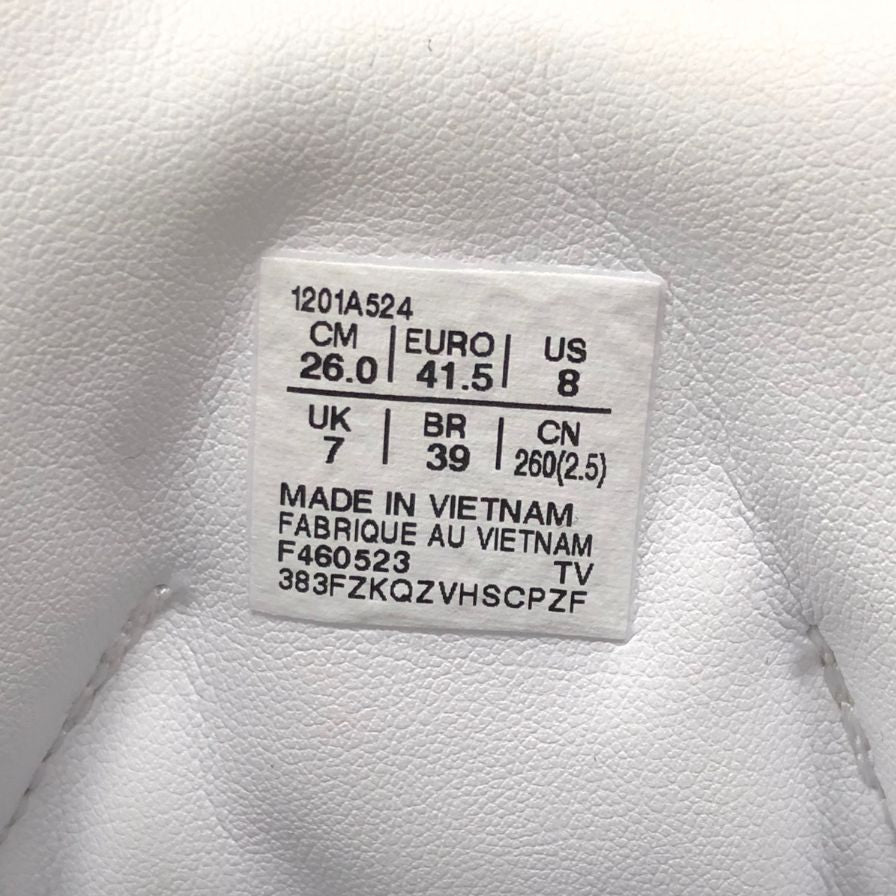 1201A524
CM | EURO | US
26.0 | 41.5 | 8
UK | BR | CN
7 | 39 | 260(2.5)
MADE IN VIETNAM
FABRIQUE AU VIETNAM
F460523 TV
383FZKQZVHSCPZF